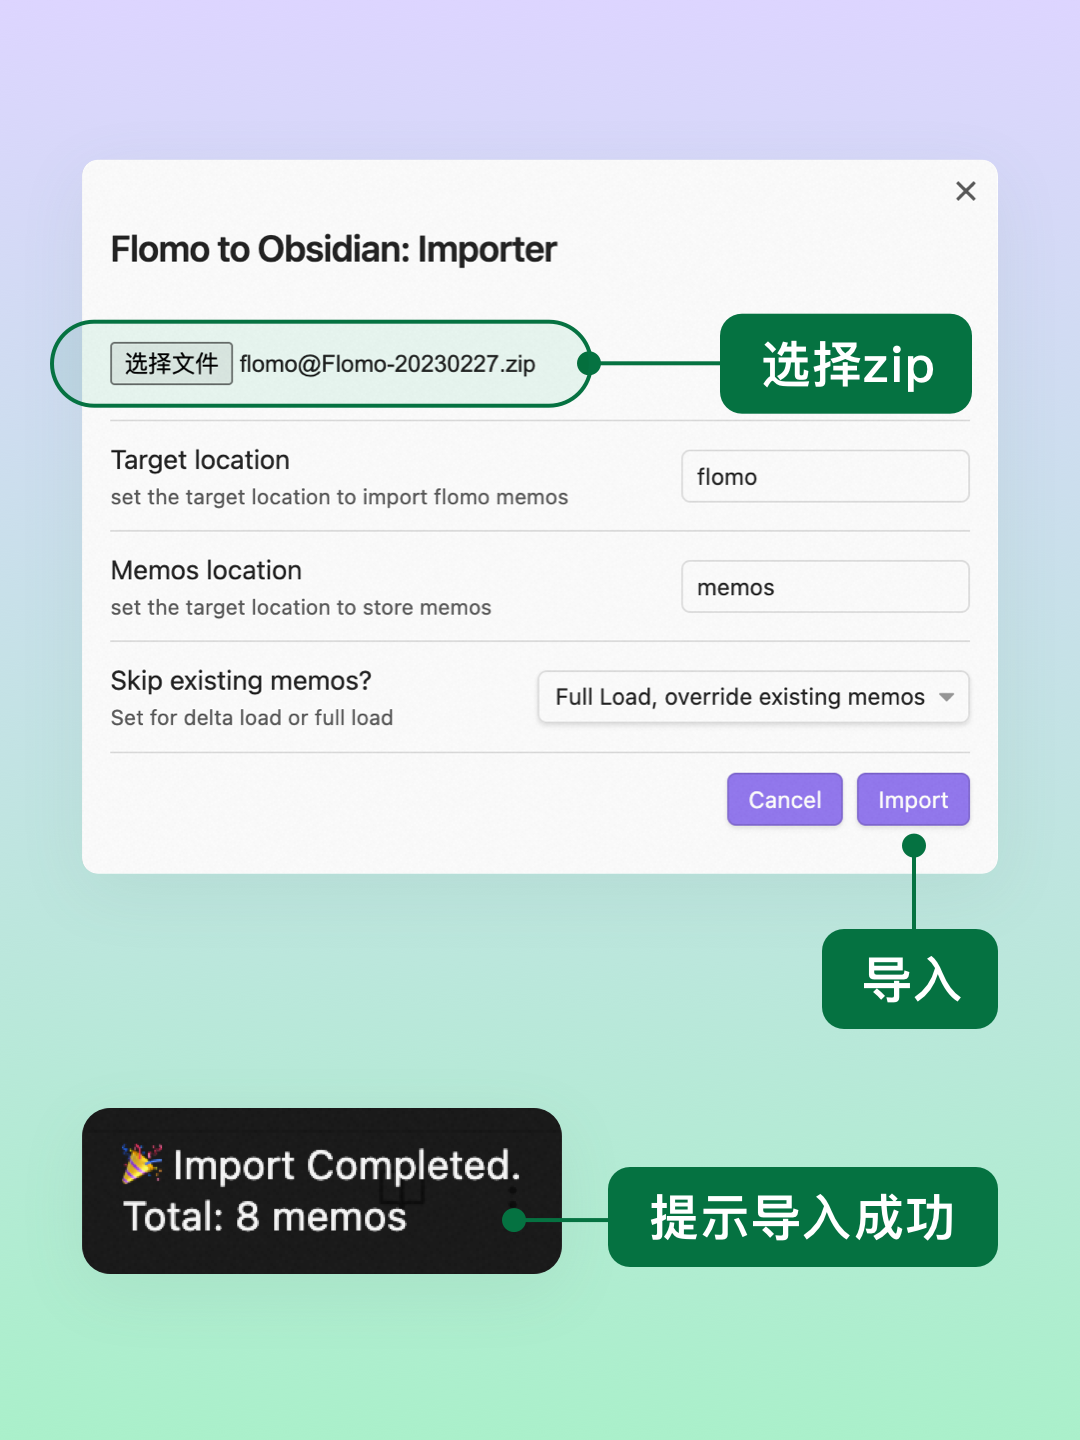 Flomo to Obsidian: Importer
选择文件 flomo@Flomo-20230227.zip
选择zip
Target location
set the target location to import flomo memos
flomo
Memos location
set the target location to store memos
memos
Skip existing memos?
Set for delta load or full load
Full Load, override existing memos
Cancel
Import
导入
🎉 Import Completed.
Total: 8 memos
提示导入成功